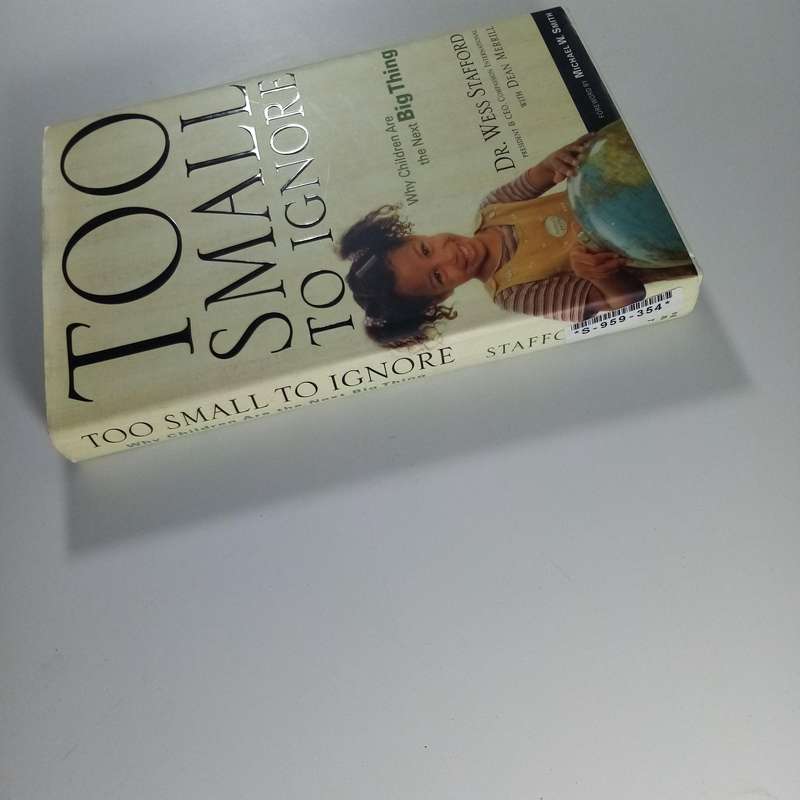 TOO
SMALL
TO IGNORE
Why Children Are
the Next Big Thing
DR. WESS STAFFORD
PRESIDENT & CEO COMPASSION INTERNATIONAL
WITH DEAN MERRILL
FOREWORD BY MICHAEL W. SMITH
TOO SMALL TO IGNORE
Why Children Are the Next Big Thing
*S-959-354*